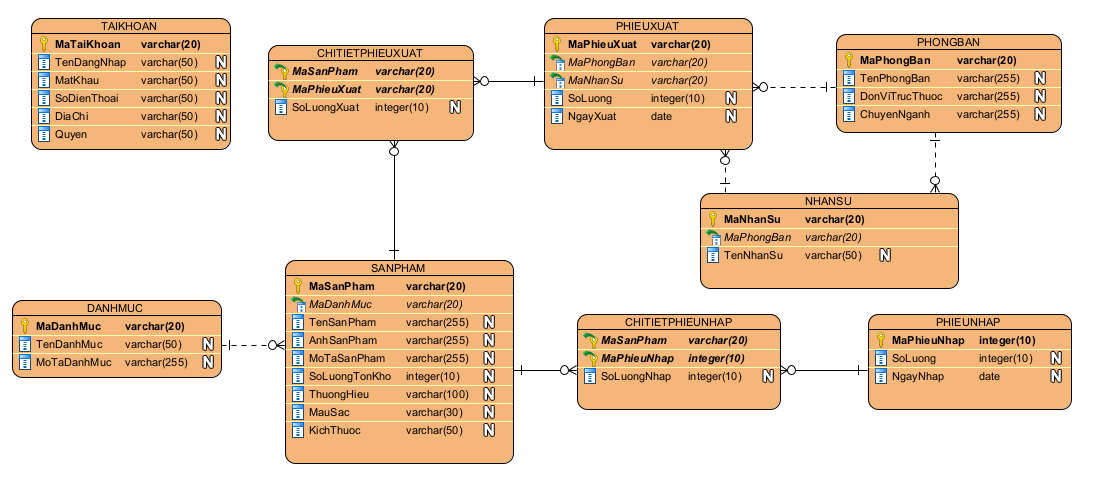 TAIKHOAN
MaTaiKhoan varchar(20)
TenDangNhap varchar(50) N
MatKhau varchar(50) N
SoDienThoai varchar(50) N
DiaChi varchar(50) N
Quyen varchar(50) N
CHITIETPHIEUXUAT
MaSanPham varchar(20)
MaPhieuXuat varchar(20)
SoLuongXuat integer(10) N
PHIEUXUAT
MaPhieuXuat varchar(20)
MaPhongBan varchar(20)
MaNhanSu varchar(20)
SoLuong integer(10) N
NgayXuat date N
PHONGBAN
MaPhongBan varchar(20)
TenPhongBan varchar(255) N
DonViTrucThuoc varchar(255) N
ChuyenNganh varchar(255) N
NHANSU
MaNhanSu varchar(20)
MaPhongBan varchar(20)
TenNhanSu varchar(50) N
DANHMUC
MaDanhMuc varchar(20)
TenDanhMuc varchar(50) N
MoTaDanhMuc varchar(255) N
SANPHAM
MaSanPham varchar(20)
MaDanhMuc varchar(20)
TenSanPham varchar(255) N
AnhSanPham varchar(255) N
MoTaSanPham varchar(255) N
SoLuongTonKho integer(10) N
ThuongHieu varchar(100) N
MauSac varchar(30) N
KichThuoc varchar(50) N
CHITIETPHIEUNHAP
MaSanPham varchar(20)
MaPhieuNhap integer(10)
SoLuongNhap integer(10) N
PHIEUNHAP
MaPhieuNhap integer(10)
SoLuong integer(10) N
NgayNhap date N